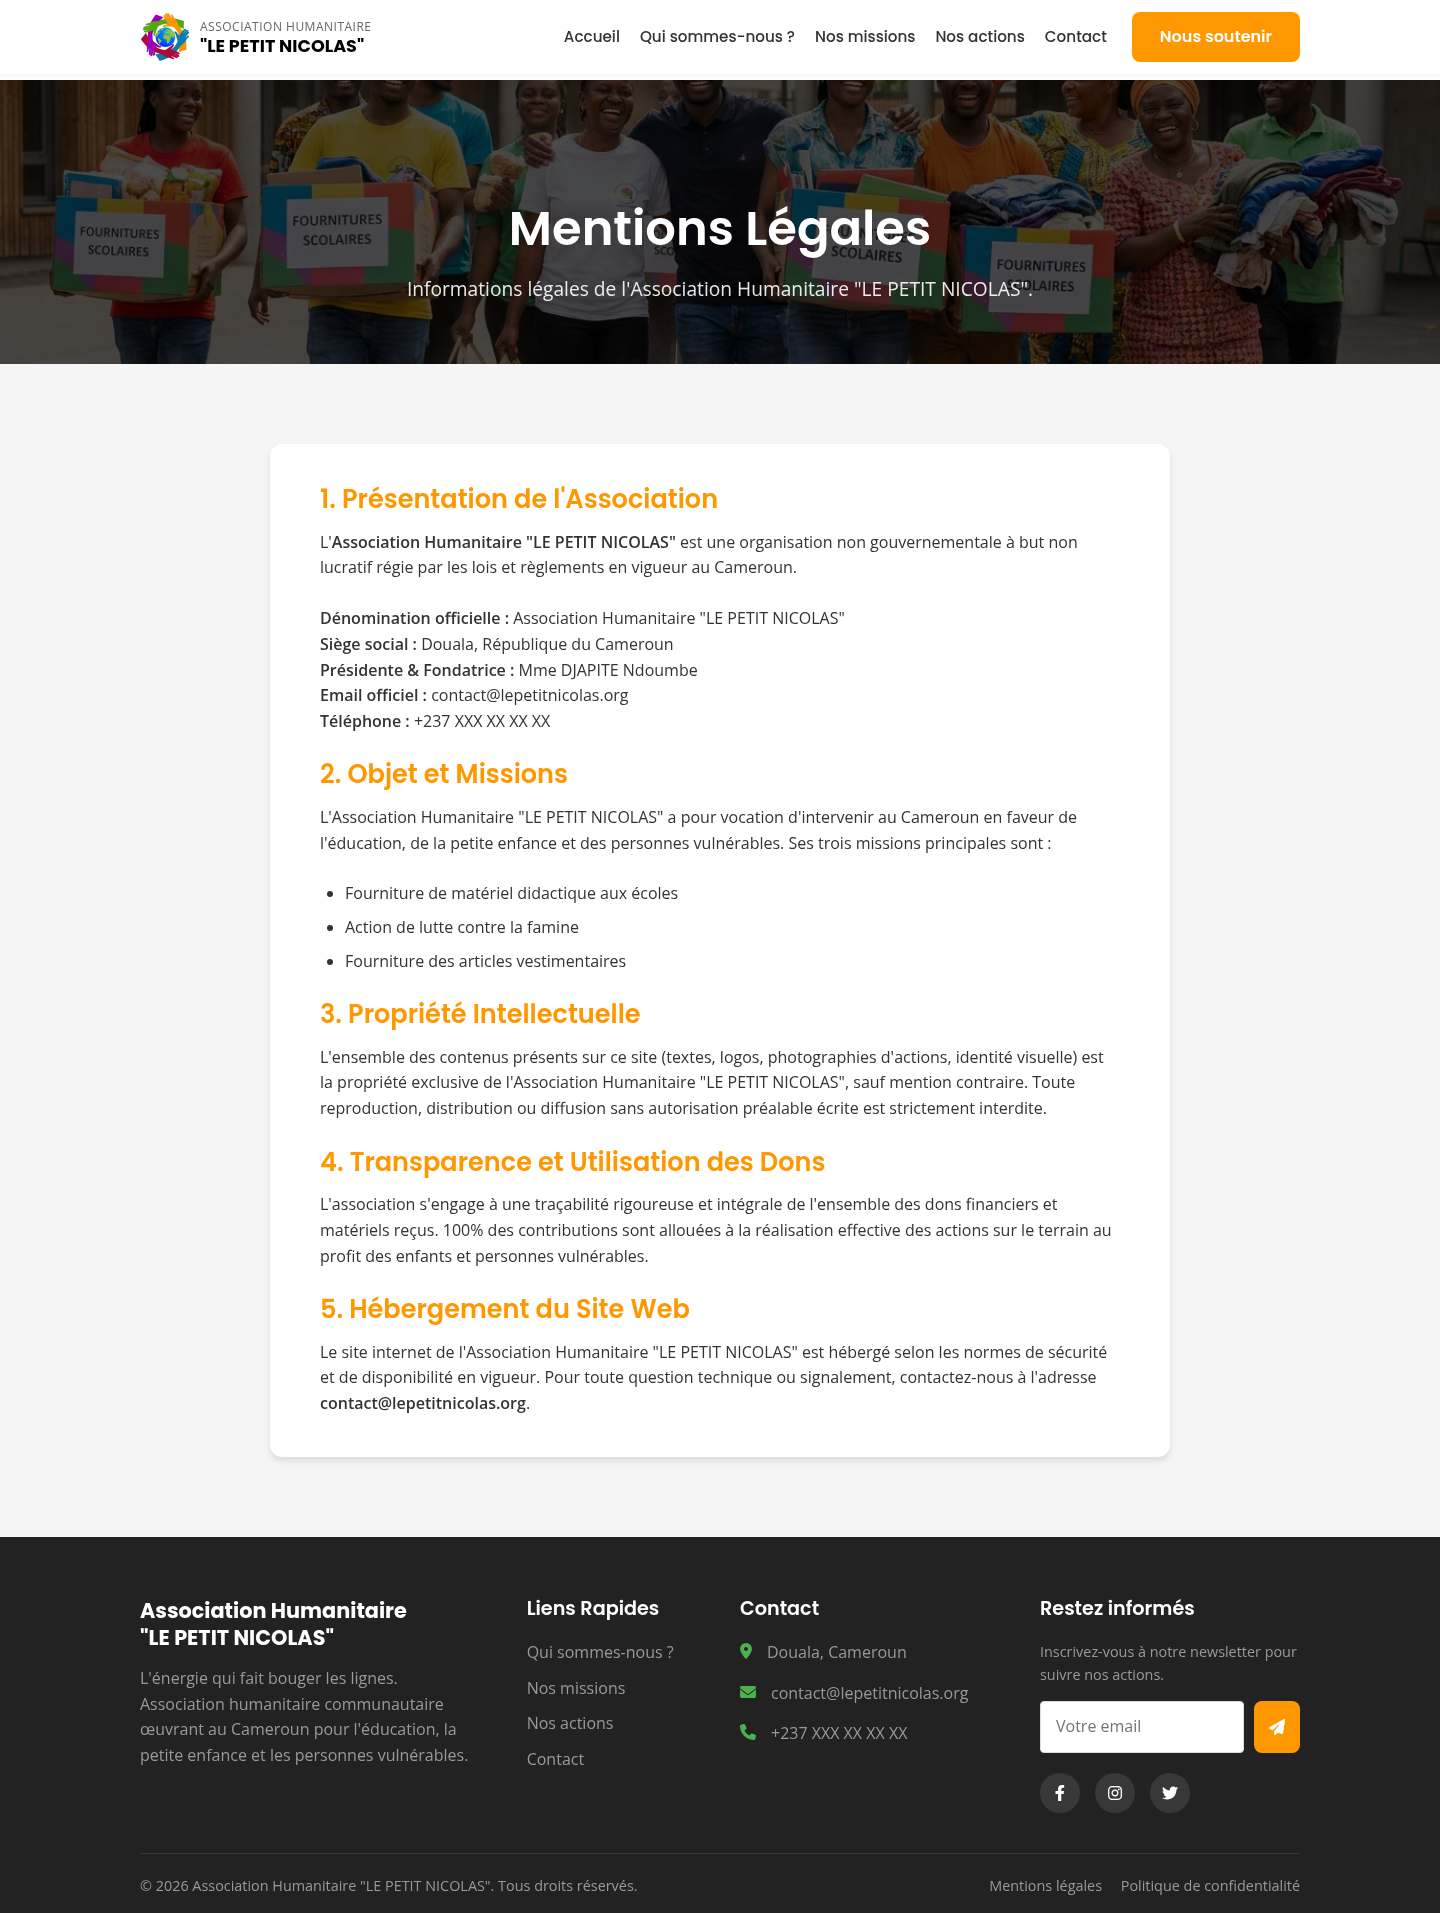 ASSOCIATION HUMANITAIRE
"LE PETIT NICOLAS"
Accueil
Qui sommes-nous ?
Nos missions
Nos actions
Contact
Nous soutenir
FOURNITURES
SCOLAIRES
FOURNITURES
SCOLAIRES
SCOLAIRES
FOURNITURES
Mentions Légales
Informations légales de l'Association Humanitaire "LE PETIT NICOLAS".
1. Présentation de l'Association
L'Association Humanitaire "LE PETIT NICOLAS" est une organisation non gouvernementale à but non
lucratif régie par les lois et règlements en vigueur au Cameroun.
Dénomination officielle : Association Humanitaire "LE PETIT NICOLAS"
Siège social : Douala, République du Cameroun
Présidente & Fondatrice : Mme DJAPITE Ndoumbe
Email officiel : contact@lepetitnicolas.org
Téléphone : +237 XXX XX XX XX
2. Objet et Missions
L'Association Humanitaire "LE PETIT NICOLAS" a pour vocation d'intervenir au Cameroun en faveur de
l'éducation, de la petite enfance et des personnes vulnérables. Ses trois missions principales sont :
• Fourniture de matériel didactique aux écoles
• Action de lutte contre la famine
• Fourniture des articles vestimentaires
3. Propriété Intellectuelle
L'ensemble des contenus présents sur ce site (textes, logos, photographies d'actions, identité visuelle) est
la propriété exclusive de l'Association Humanitaire "LE PETIT NICOLAS", sauf mention contraire. Toute
reproduction, distribution ou diffusion sans autorisation préalable écrite est strictement interdite.
4. Transparence et Utilisation des Dons
L'association s'engage à une traçabilité rigoureuse et intégrale de l'ensemble des dons financiers et
matériels reçus. 100% des contributions sont allouées à la réalisation effective des actions sur le terrain au
profit des enfants et personnes vulnérables.
5. Hébergement du Site Web
Le site internet de l'Association Humanitaire "LE PETIT NICOLAS" est hébergé selon les normes de sécurité
et de disponibilité en vigueur. Pour toute question technique ou signalement, contactez-nous à l'adresse
contact@lepetitnicolas.org.
Association Humanitaire
"LE PETIT NICOLAS"
L'énergie qui fait bouger les lignes.
Association humanitaire communautaire
œuvrant au Cameroun pour l'éducation, la
petite enfance et les personnes vulnérables.
Liens Rapides
Qui sommes-nous ?
Nos missions
Nos actions
Contact
Contact
Douala, Cameroun
contact@lepetitnicolas.org
+237 XXX XX XX XX
Restez informés
Inscrivez-vous à notre newsletter pour
suivre nos actions.
Votre email
© 2026 Association Humanitaire "LE PETIT NICOLAS". Tous droits réservés.
Mentions légales
Politique de confidentialité